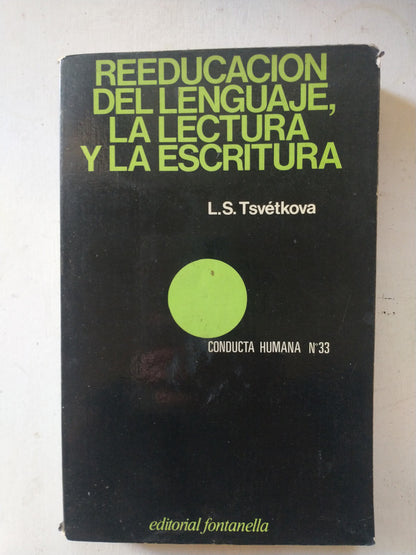 REEDUCACION
DEL LENGUAJE,
LA LECTURA
Y LA ESCRITURA
L.S. Tsvétkova
CONDUCTA HUMANA N°33
editorial fontanella